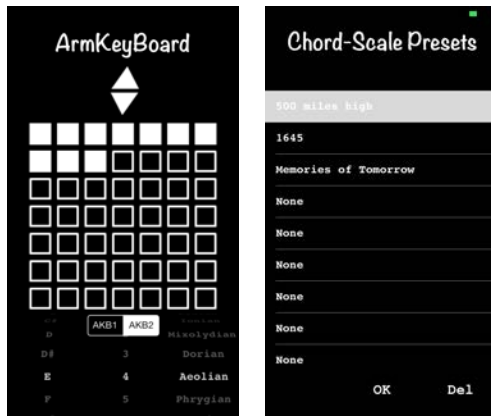 ArmKeyBoard
AKB1 AKB2
D Mixolydian
D# 3 Dorian
E 4 Aeolian
F 5 Phrygian
Chord-Scale Presets
500 miles high
1645
Memories of Tomorrow
None
None
None
None
None
None
OK Del